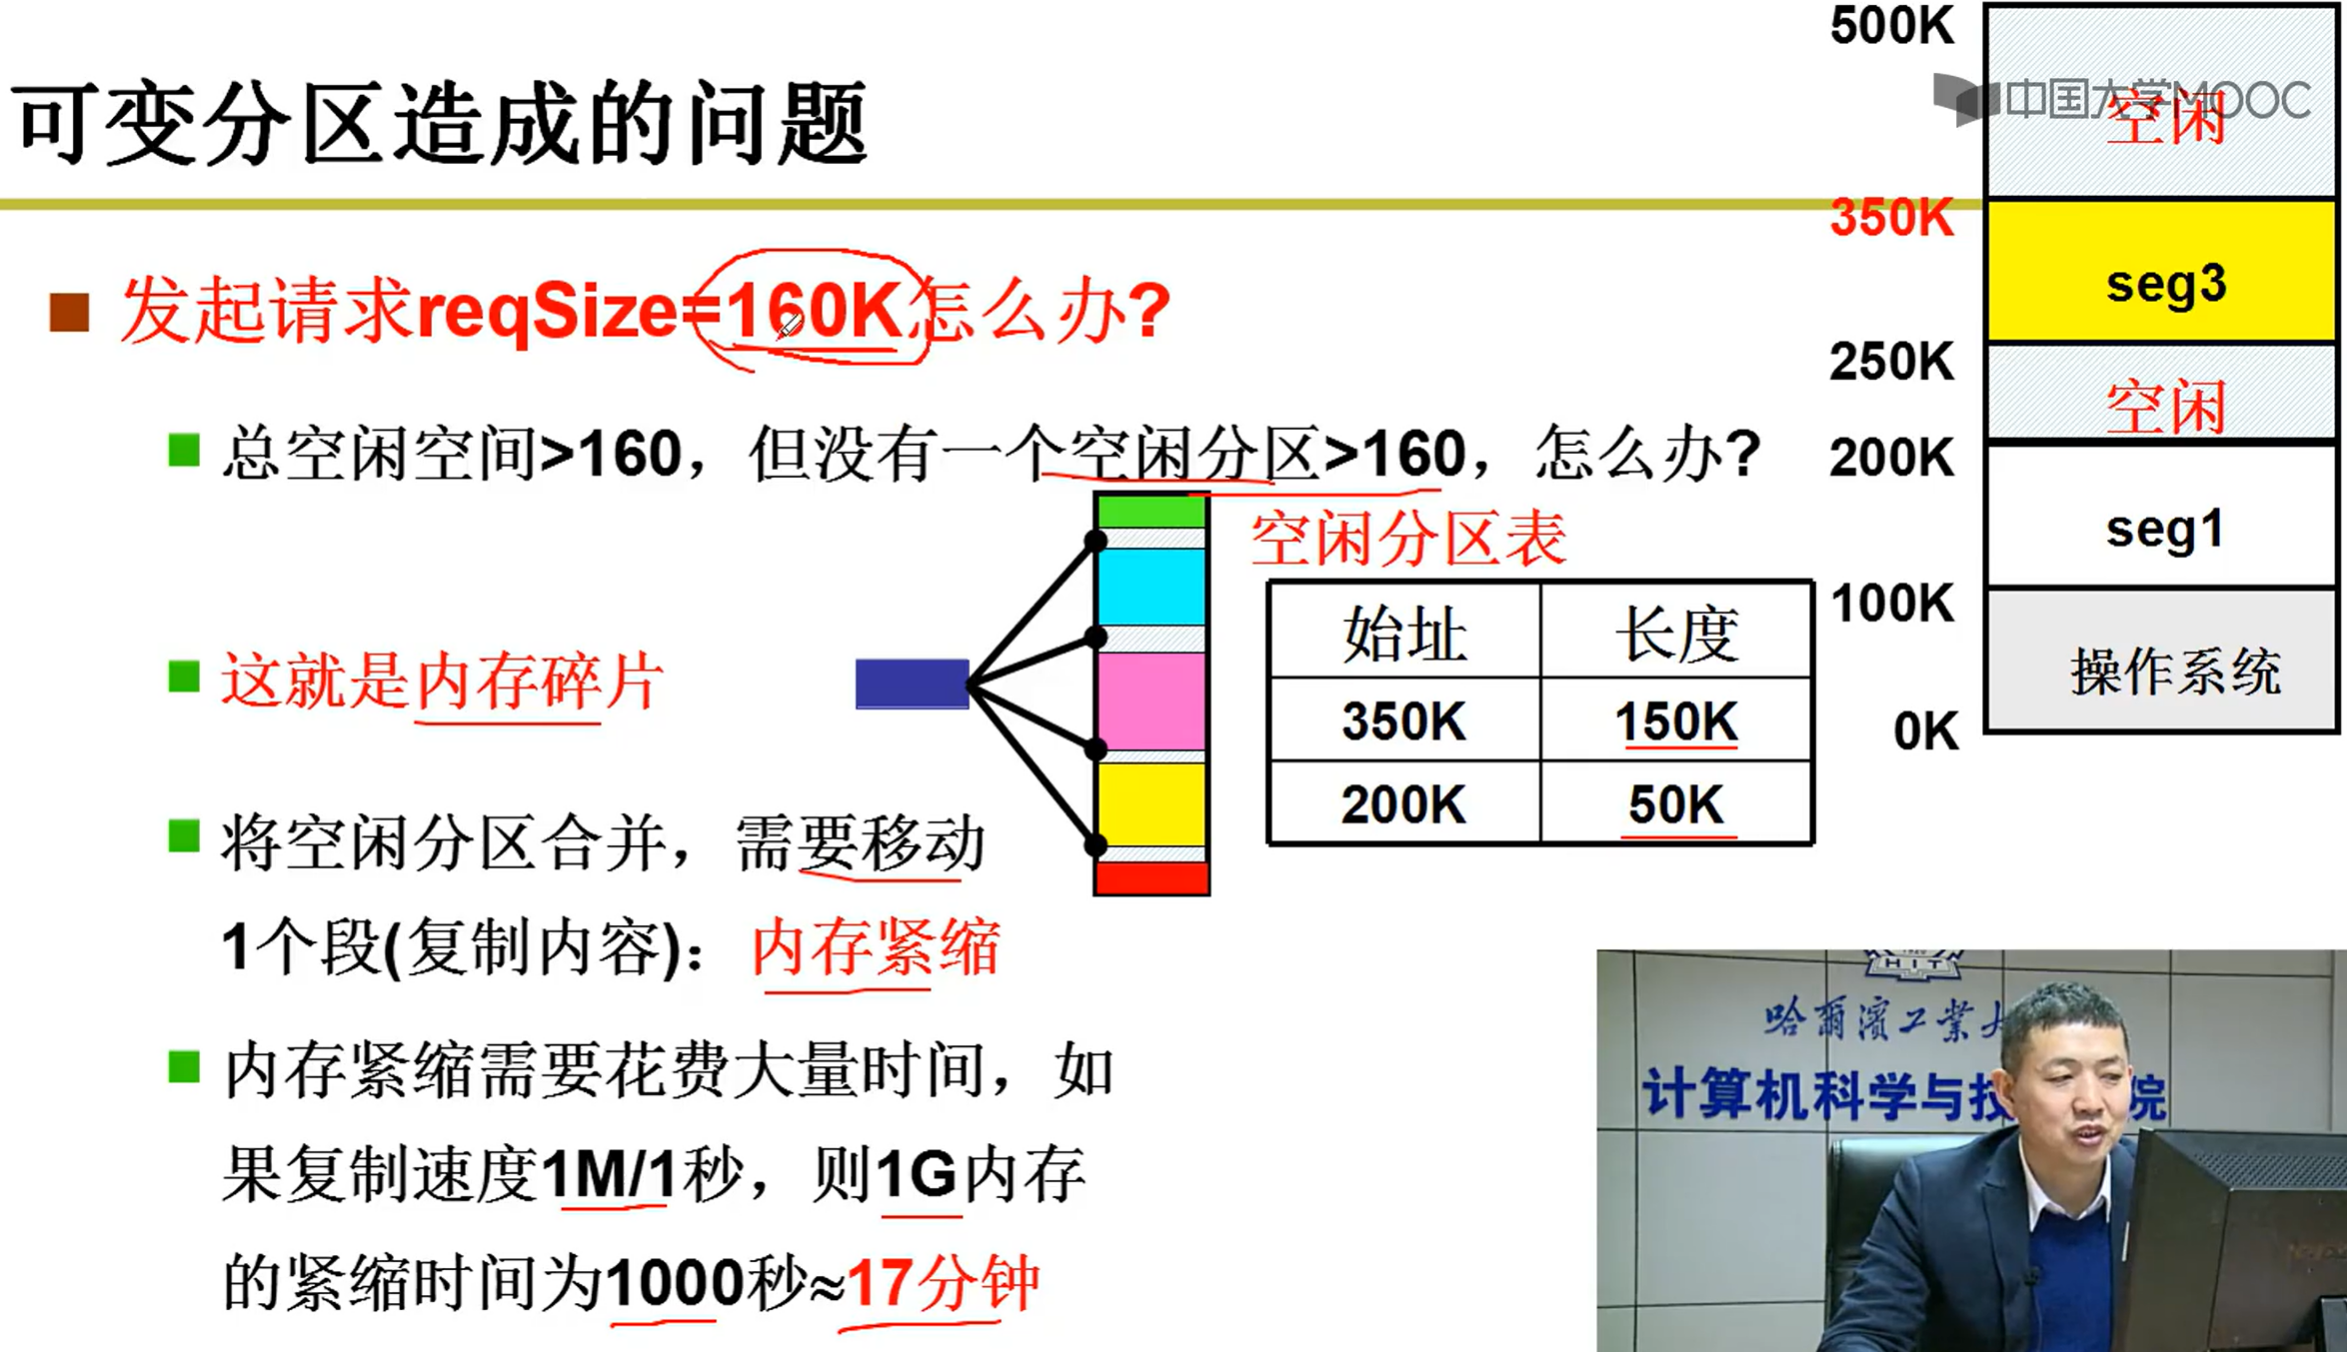 可变分区造成的问题
发起请求reqSize=160K怎么办?
总空闲空间>160，但没有一个空闲分区>160，怎么办?
这就是内存碎片
将空闲分区合并，需要移动
1个段(复制内容)：内存紧缩
内存紧缩需要花费大量时间，如
果复制速度1M/1秒，则1G内存
的紧缩时间为1000秒≈17分钟
空闲分区表
始址 长度
350K 150K
200K 50K
500K
中国大学MOOC
空闲
350K
seg3
250K
空闲
200K
seg1
100K
操作系统
0K
HIT
哈爾濱工業大
计算机科学与技
院